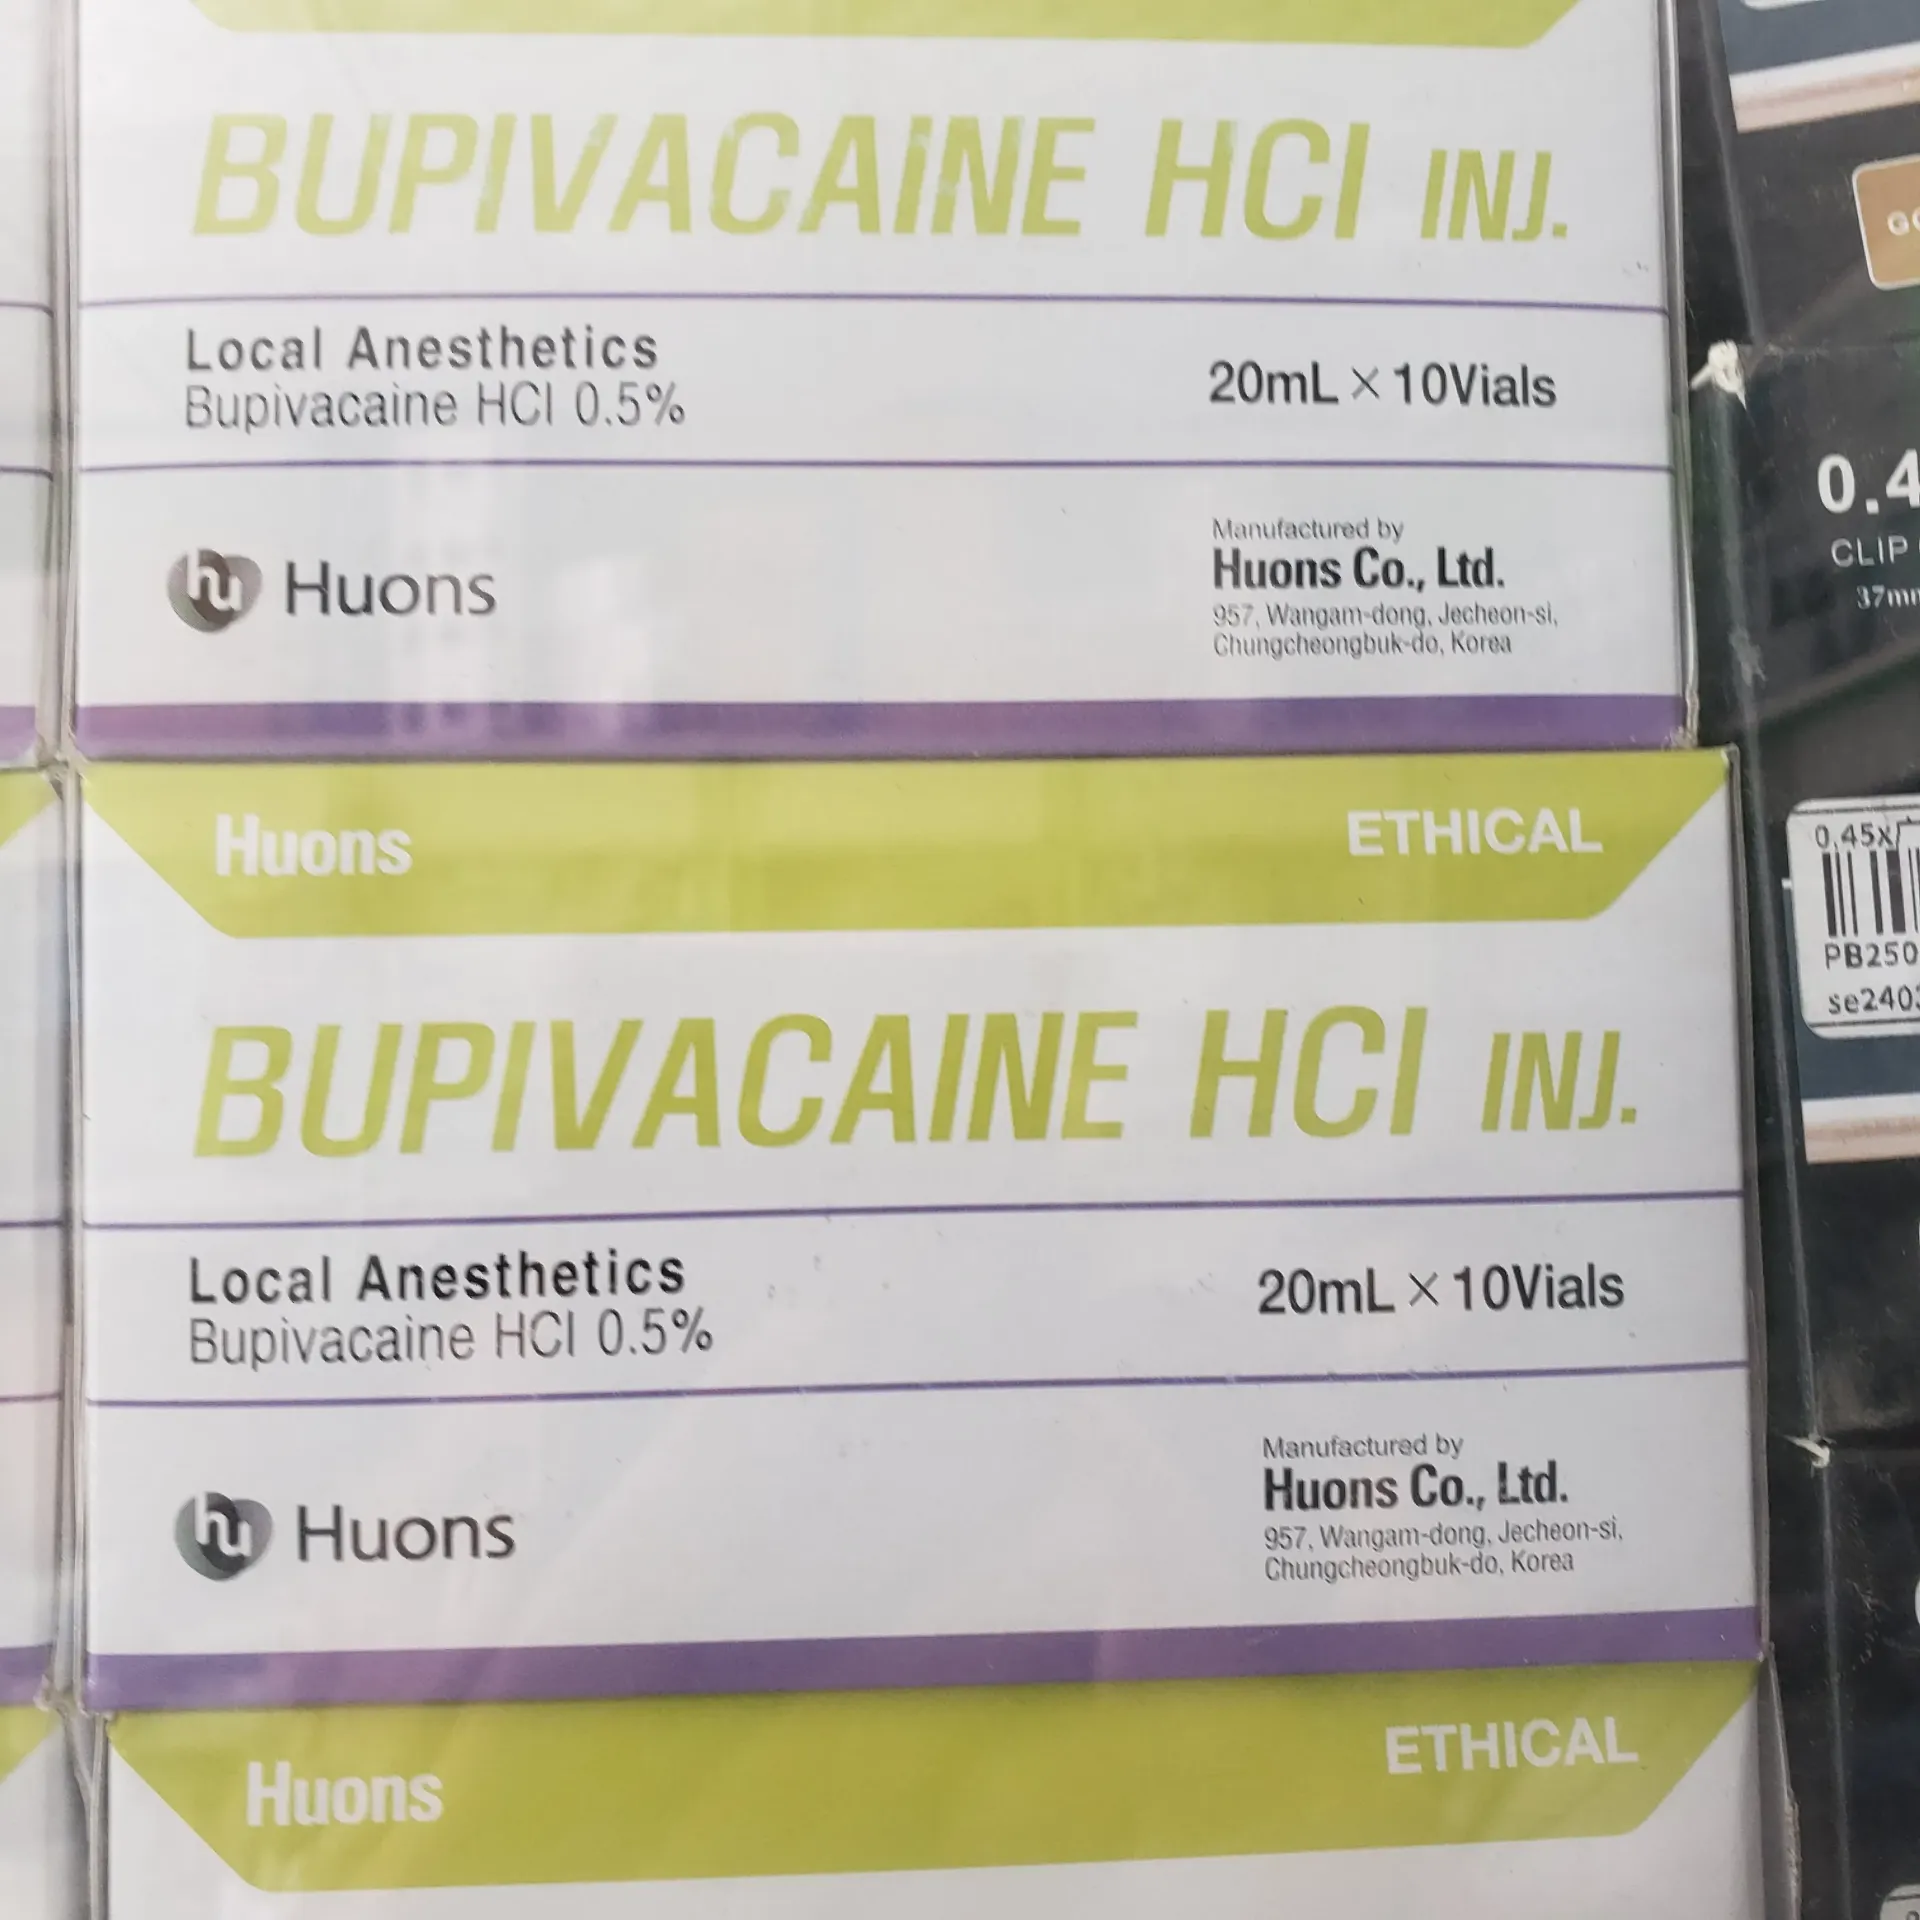 BUPIVACAINE HCl INJ.
Local Anesthetics
Bupivacaine HCl 0.5%
20mL × 10Vials
hu Huons
Manufactured by
Huons Co., Ltd.
957, Wangam-dong, Jecheon-si,
Chungcheongbuk-do, Korea
Huons
ETHICAL
BUPIVACAINE HCl INJ.
Local Anesthetics
Bupivacaine HCl 0.5%
20mL × 10Vials
hu Huons
Manufactured by
Huons Co., Ltd.
957, Wangam-dong, Jecheon-si,
Chungcheongbuk-do, Korea
Huons
ETHICAL
0.4
CLIP
37mm
0.45x
PB250
se240